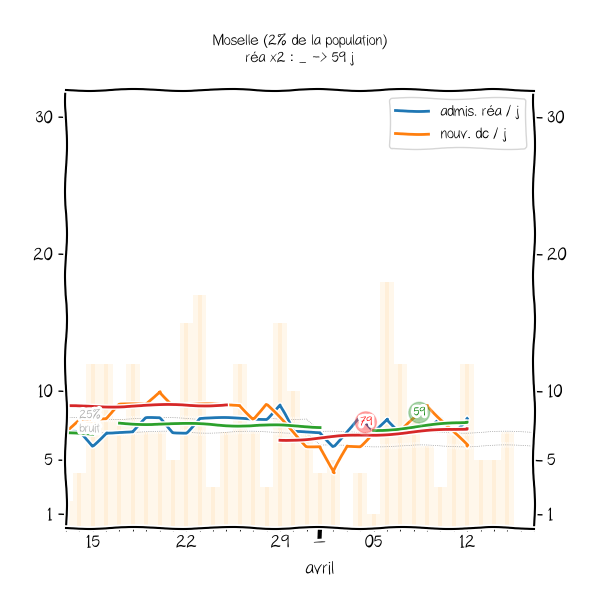 Moselle (2% de la population)
réa x2 : _ -> 59 j
admis. réa / j
nouv. dc / j
30 30
20 20
10 10
5 5
1 1
25%
bruit
79
59
15 22 29 _ 05 12
avril